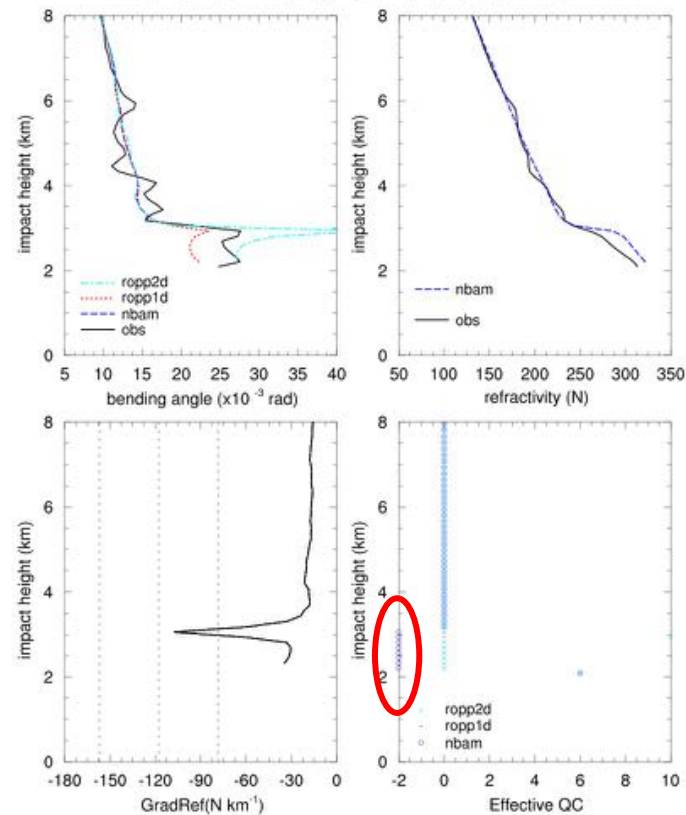 8
6
4
2
0
impact height (km)
ropp2d
ropp1d
nbam
obs
5 10 15 20 25 30 35 40
bending angle (x10 -3 rad)
8
6
4
2
0
impact height (km)
nbam
obs
50 100 150 200 250 300 350
refractivity (N)
8
6
4
2
0
impact height (km)
-180 -150 -120 -90 -60 -30 0
GradRef(N km-1)
8
6
4
2
0
impact height (km)
ropp2d
ropp1d
nbam
-2 0 2 4 6 8 10
Effective QC